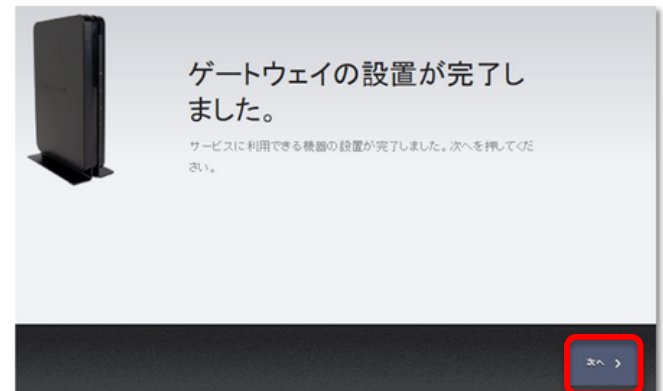 ゲートウェイの設置が完了し
ました。
サービスに利用できる機器の設置が完了しました。次へを押してくだ
さい。
次へ